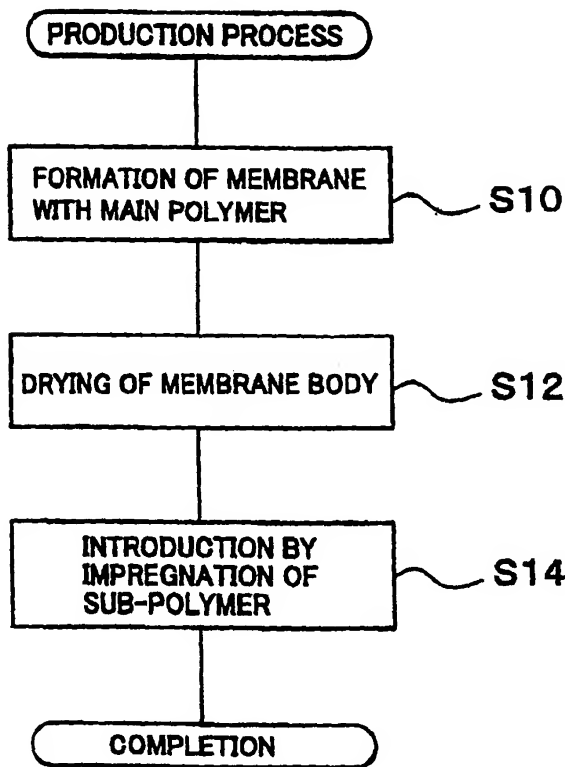 PRODUCTION PROCESS
FORMATION OF MEMBRANE
WITH MAIN POLYMER
S10
DRYING OF MEMBRANE BODY
S12
INTRODUCTION BY
IMPREGNATION OF
SUB-POLYMER
S14
COMPLETION